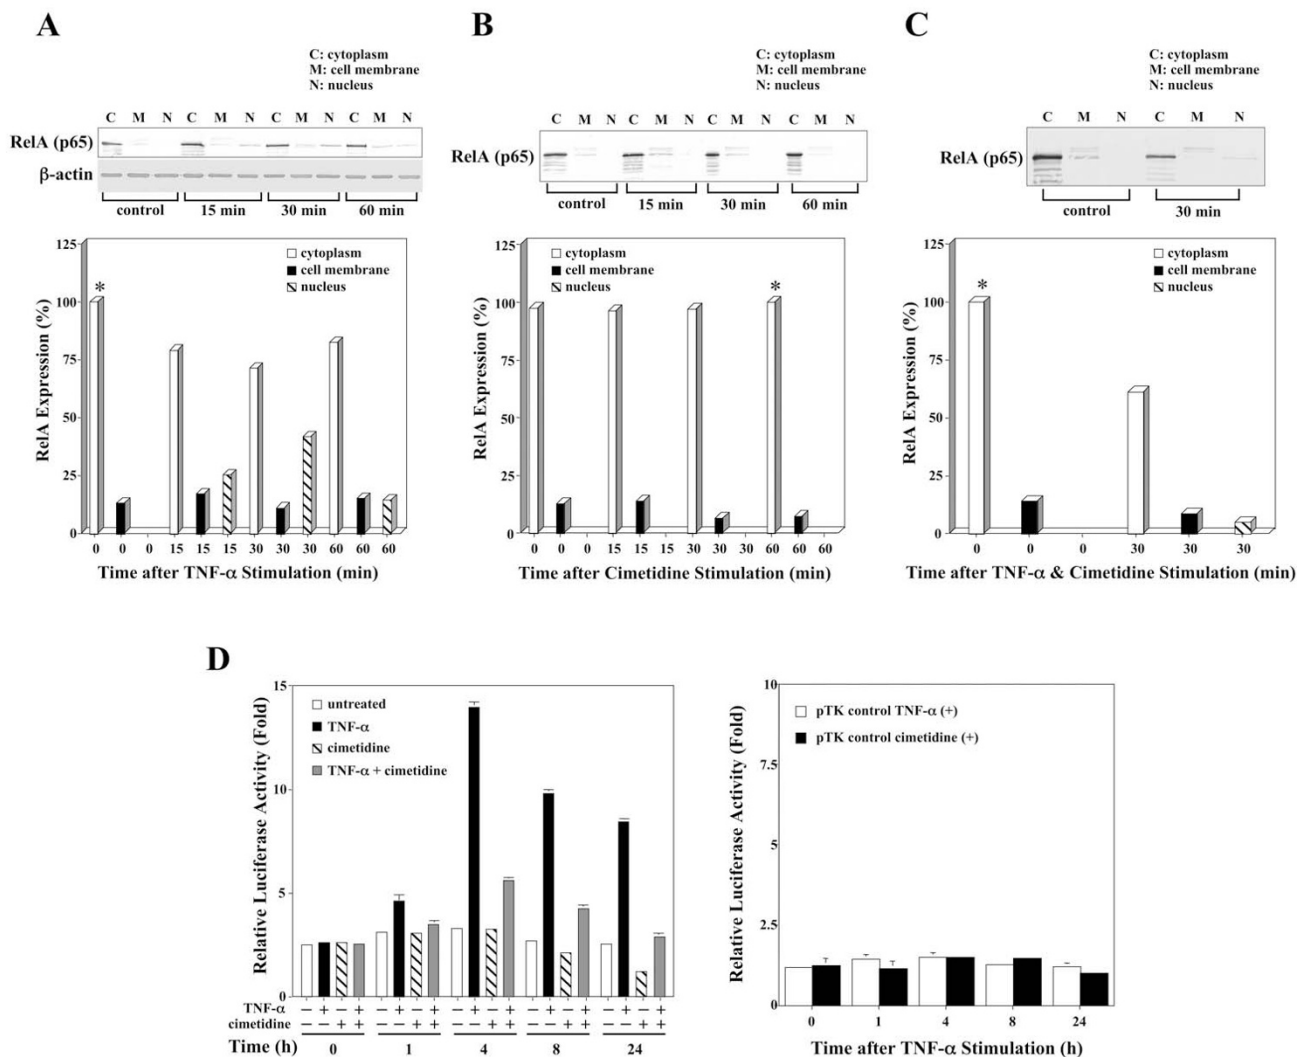 A
C: cytoplasm
M: cell membrane
N: nucleus
C M N C M N C M N C M N
RelA (p65)
β-actin
control 15 min 30 min 60 min
125
100
75
50
25
0
RelA Expression (%)
cytoplasm
cell membrane
nucleus
*
0 0 0 15 15 15 30 30 30 60 60 60
Time after TNF-α Stimulation (min)
B
C: cytoplasm
M: cell membrane
N: nucleus
C M N C M N C M N C M N
RelA (p65)
control 15 min 30 min 60 min
125
100
75
50
25
0
RelA Expression (%)
cytoplasm
cell membrane
nucleus
*
0 0 0 15 15 15 30 30 30 60 60 60
Time after Cimetidine Stimulation (min)
C
C: cytoplasm
M: cell membrane
N: nucleus
C M N C M N
RelA (p65)
control 30 min
125
100
75
50
25
0
RelA Expression (%)
cytoplasm
cell membrane
nucleus
*
0 0 0 30 30 30
Time after TNF-α & Cimetidine Stimulation (min)
D
15
10
5
0
Relative Luciferase Activity (Fold)
untreated
TNF-α
cimetidine
TNF-α + cimetidine
TNF-α − + − + − + − + − + − + − + − + − + − +
cimetidine − − + + − − + + − − + + − − + + − − + +
Time (h) 0 1 4 8 24
10
7.5
5
2.5
0
Relative Luciferase Activity (Fold)
pTK control TNF-α (+)
pTK control cimetidine (+)
0 1 4 8 24
Time after TNF-α Stimulation (h)